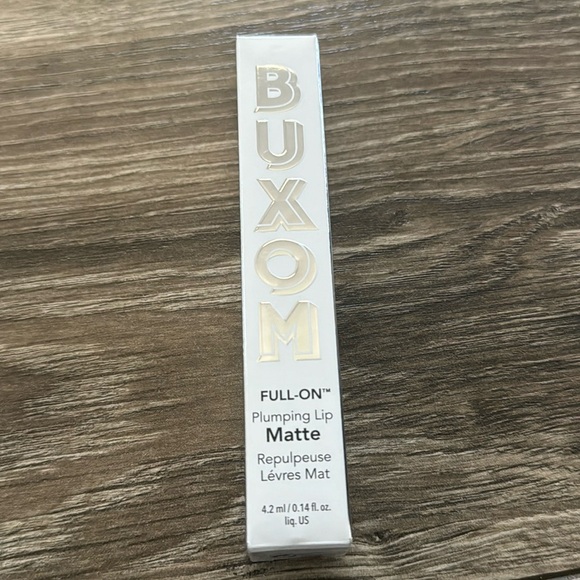 BUXOM
FULL-ON™
Plumping Lip
Matte
Repulpeuse
Lévres Mat
4.2 ml / 0.14 fl. oz.
liq. US